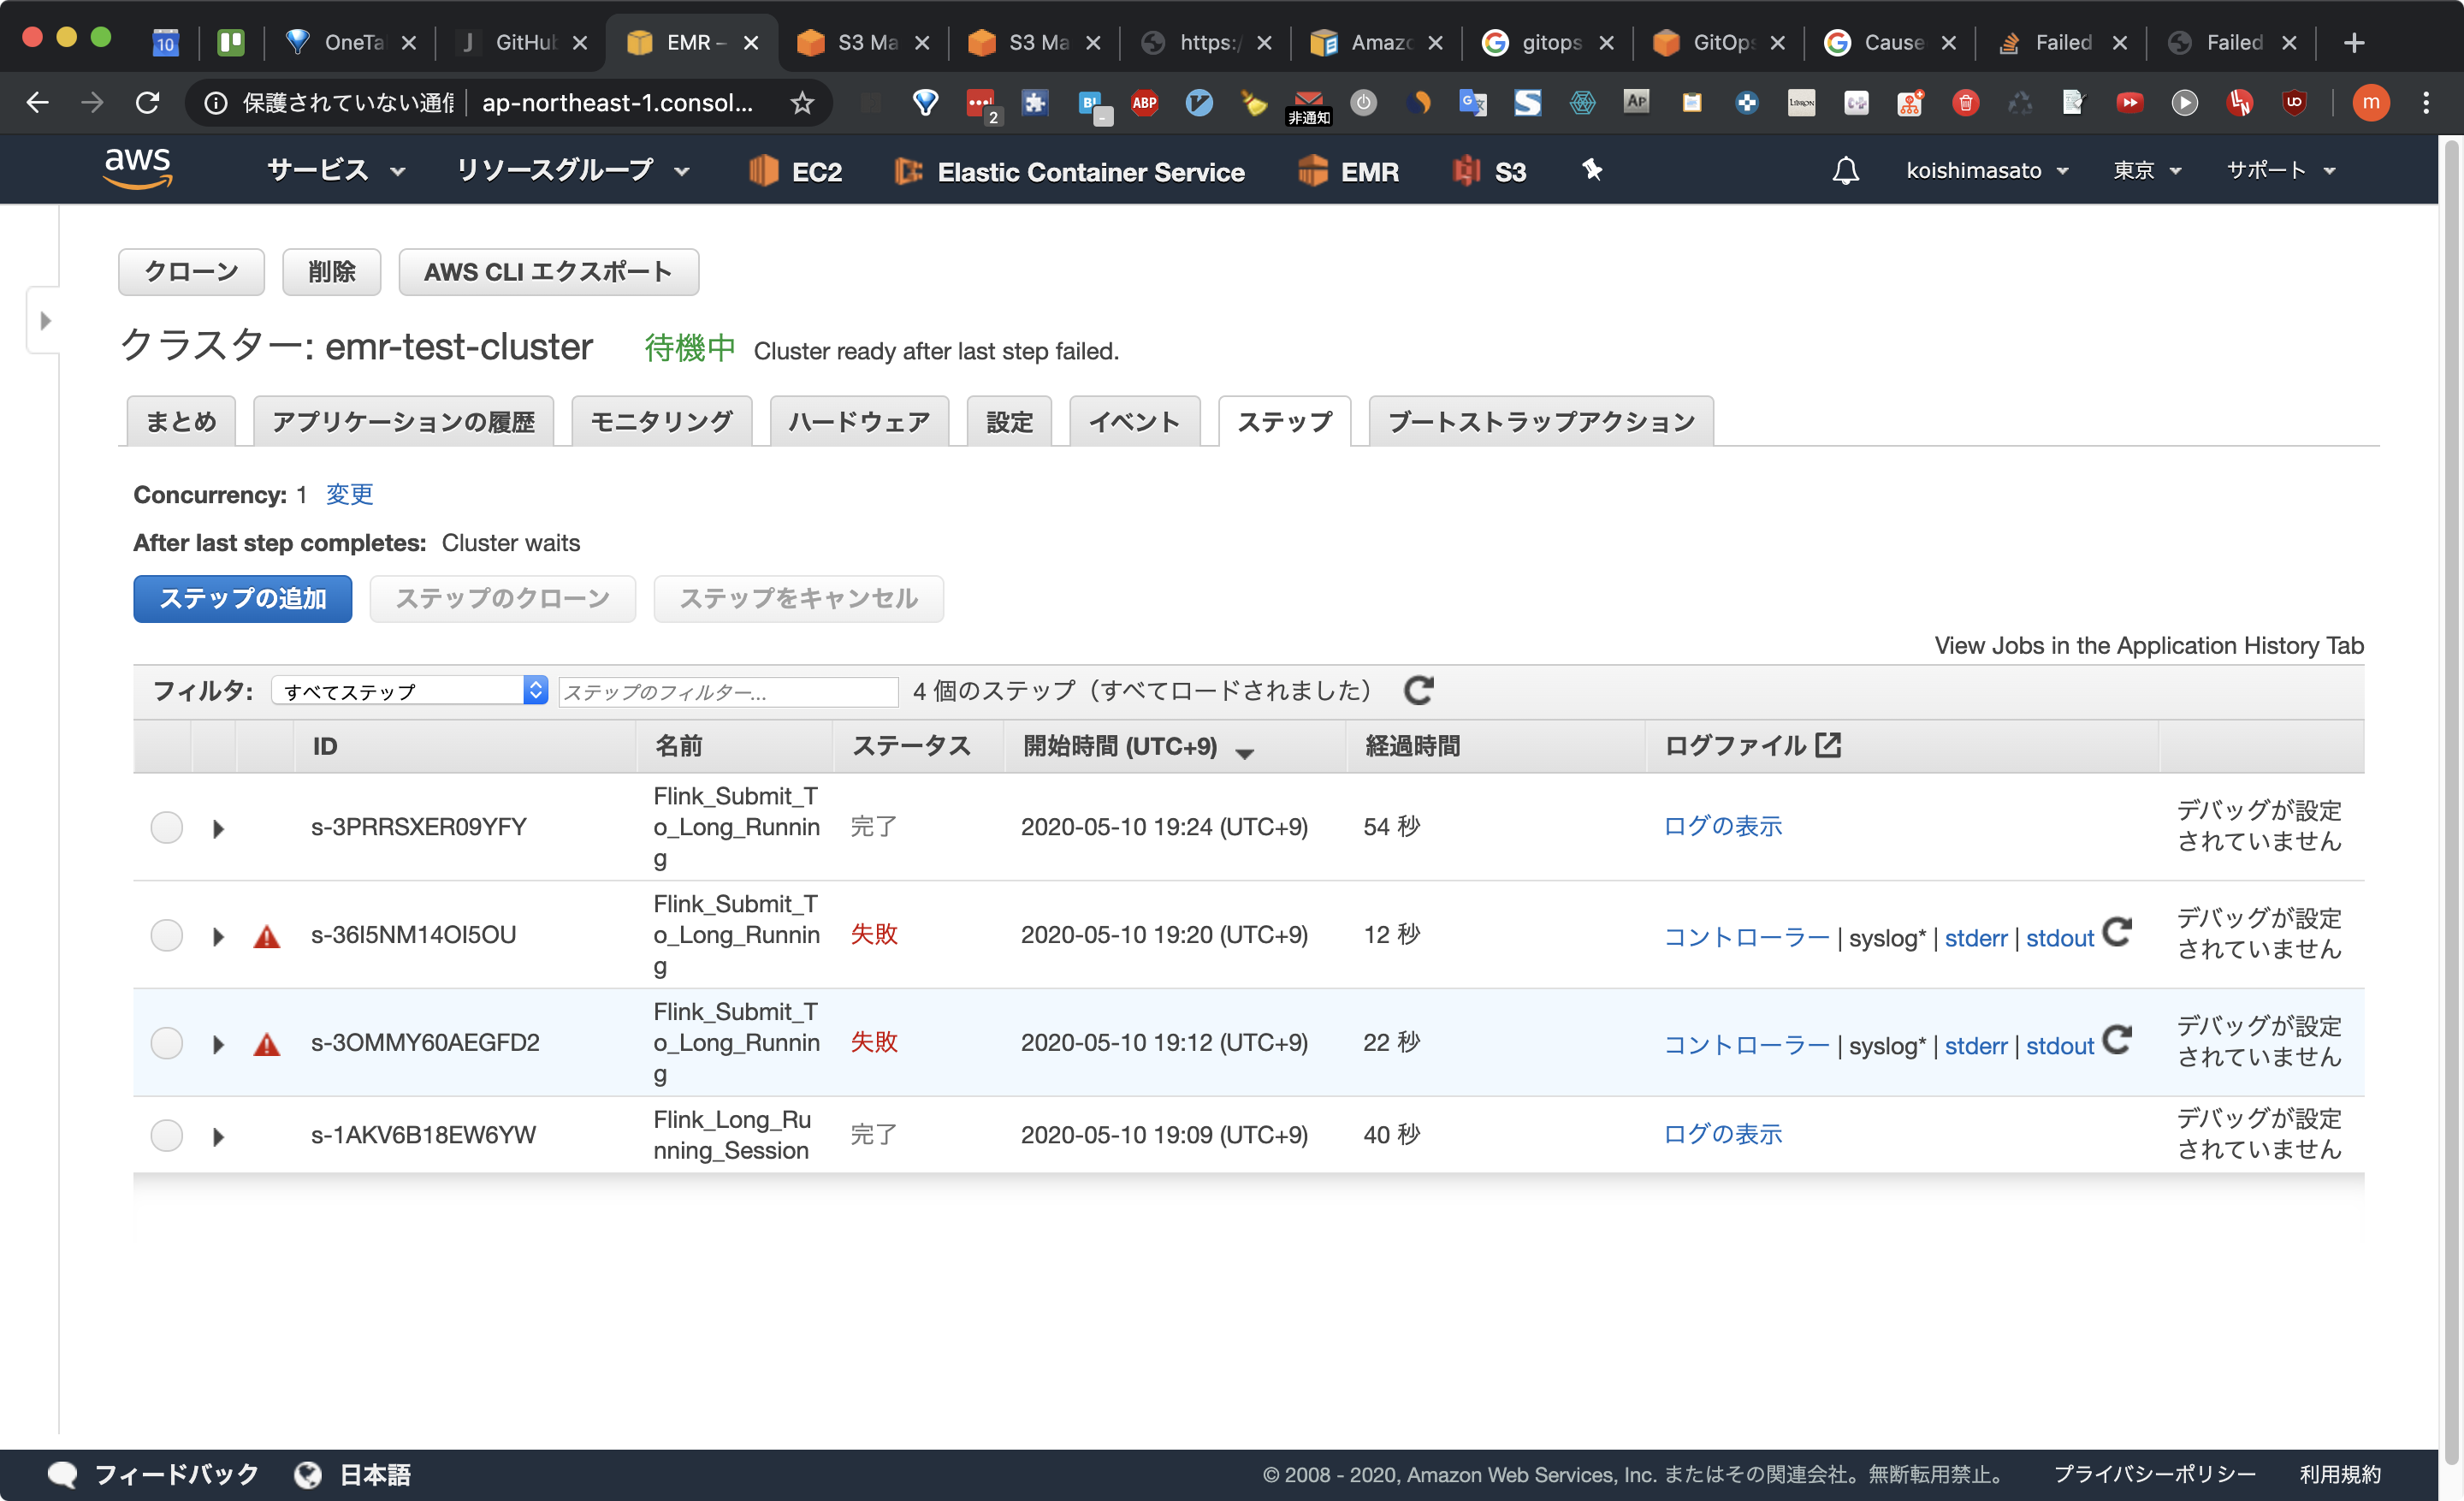 10 OneTa GitHub EMR – S3 Ma S3 Ma https:/ Amazo gitops GitOps Cause Failed Failed
保護されていない通信 ap-northeast-1.consol... 2 ABP 非通知 AP m
aws サービス リソースグループ EC2 Elastic Container Service EMR S3 koishimasato 東京 サポート
クローン 削除 AWS CLI エクスポート
クラスター: emr-test-cluster 待機中 Cluster ready after last step failed.
まとめ アプリケーションの履歴 モニタリング ハードウェア 設定 イベント ステップ ブートストラップアクション
Concurrency: 1 変更
After last step completes: Cluster waits
ステップの追加 ステップのクローン ステップをキャンセル
View Jobs in the Application History Tab
フィルタ: すべてステップ ステップのフィルター... 4 個のステップ（すべてロードされました）
ID 名前 ステータス 開始時間 (UTC+9) 経過時間 ログファイル
s-3PRRSXER09YFY Flink_Submit_T
o_Long_Runnin
g 完了 2020-05-10 19:24 (UTC+9) 54 秒 ログの表示 デバッグが設定
されていません
s-36I5NM14OI5OU Flink_Submit_T
o_Long_Runnin
g 失敗 2020-05-10 19:20 (UTC+9) 12 秒 コントローラー | syslog* | stderr | stdout デバッグが設定
されていません
s-3OMMY60AEGFD2 Flink_Submit_T
o_Long_Runnin
g 失敗 2020-05-10 19:12 (UTC+9) 22 秒 コントローラー | syslog* | stderr | stdout デバッグが設定
されていません
s-1AKV6B18EW6YW Flink_Long_Ru
nning_Session 完了 2020-05-10 19:09 (UTC+9) 40 秒 ログの表示 デバッグが設定
されていません
フィードバック 日本語 © 2008 - 2020, Amazon Web Services, Inc. またはその関連会社。無断転用禁止。 プライバシーポリシー 利用規約